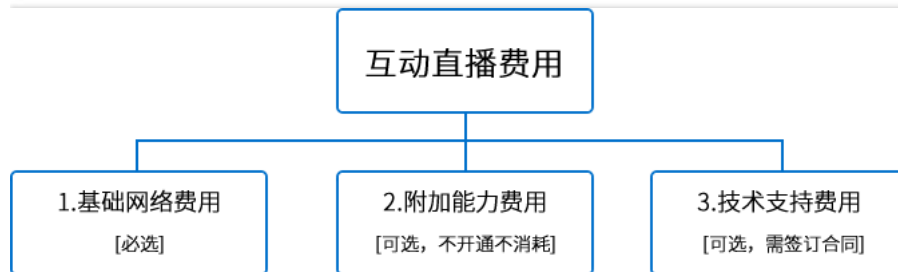 互动直播费用
1.基础网络费用
[必选]
2.附加能力费用
[可选，不开通不消耗]
3.技术支持费用
[可选，需签订合同]